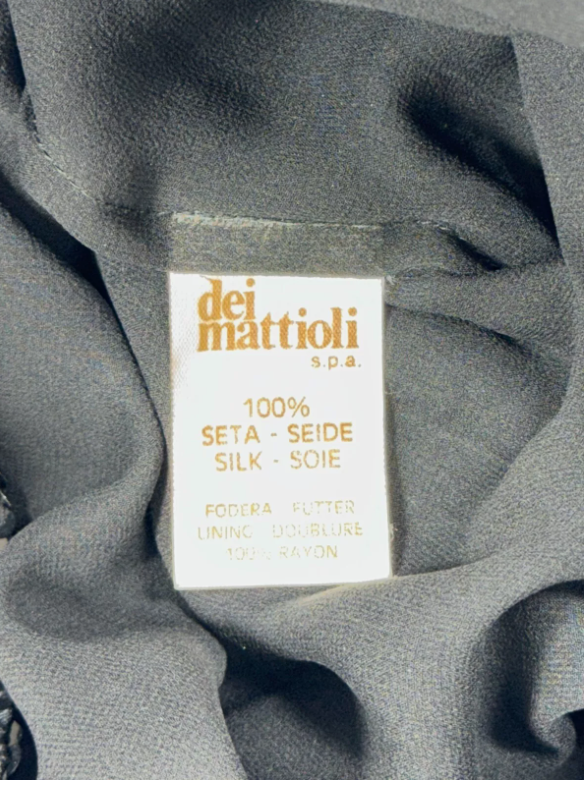 dei
mattioli
s.p.a.
100%
SETA - SEIDE
SILK - SOIE
FODERA FUTTER
LINING DOUBLURE
100% RAYON